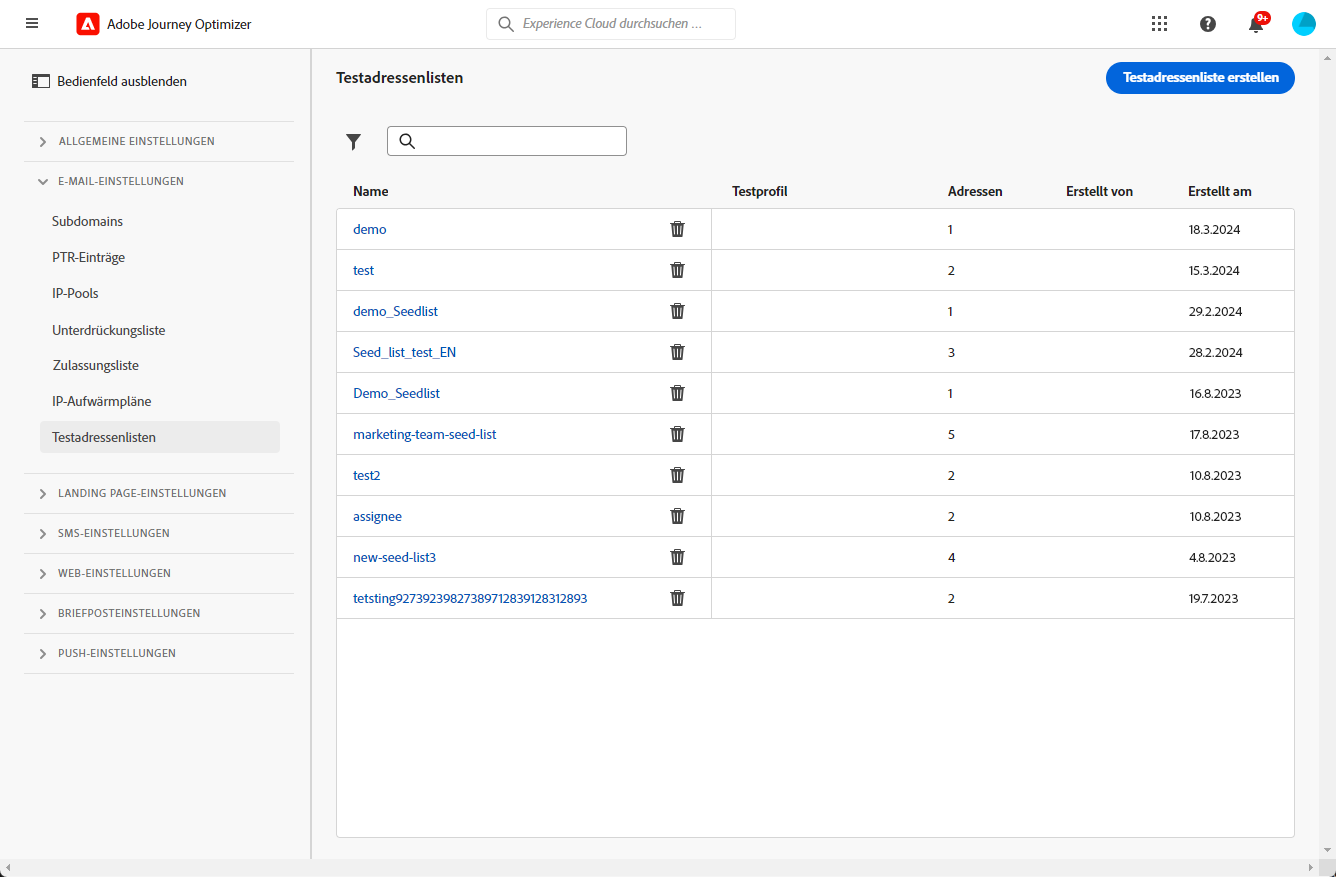 Adobe Journey Optimizer
Experience Cloud durchsuchen ...
9+
Bedienfeld ausblenden
ALLGEMEINE EINSTELLUNGEN
E-MAIL-EINSTELLUNGEN
Subdomains
PTR-Einträge
IP-Pools
Unterdrückungsliste
Zulassungsliste
IP-Aufwärmpläne
Testadressenlisten
LANDING PAGE-EINSTELLUNGEN
SMS-EINSTELLUNGEN
WEB-EINSTELLUNGEN
BRIEFPOSTEINSTELLUNGEN
PUSH-EINSTELLUNGEN
Testadressenlisten
Testadressenliste erstellen
Name Testprofil Adressen Erstellt von Erstellt am
demo 1 18.3.2024
test 2 15.3.2024
demo_Seedlist 1 29.2.2024
Seed_list_test_EN 3 28.2.2024
Demo_Seedlist 1 16.8.2023
marketing-team-seed-list 5 17.8.2023
test2 2 10.8.2023
assignee 2 10.8.2023
new-seed-list3 4 4.8.2023
tetsting92739239827389712839128312893 2 19.7.2023